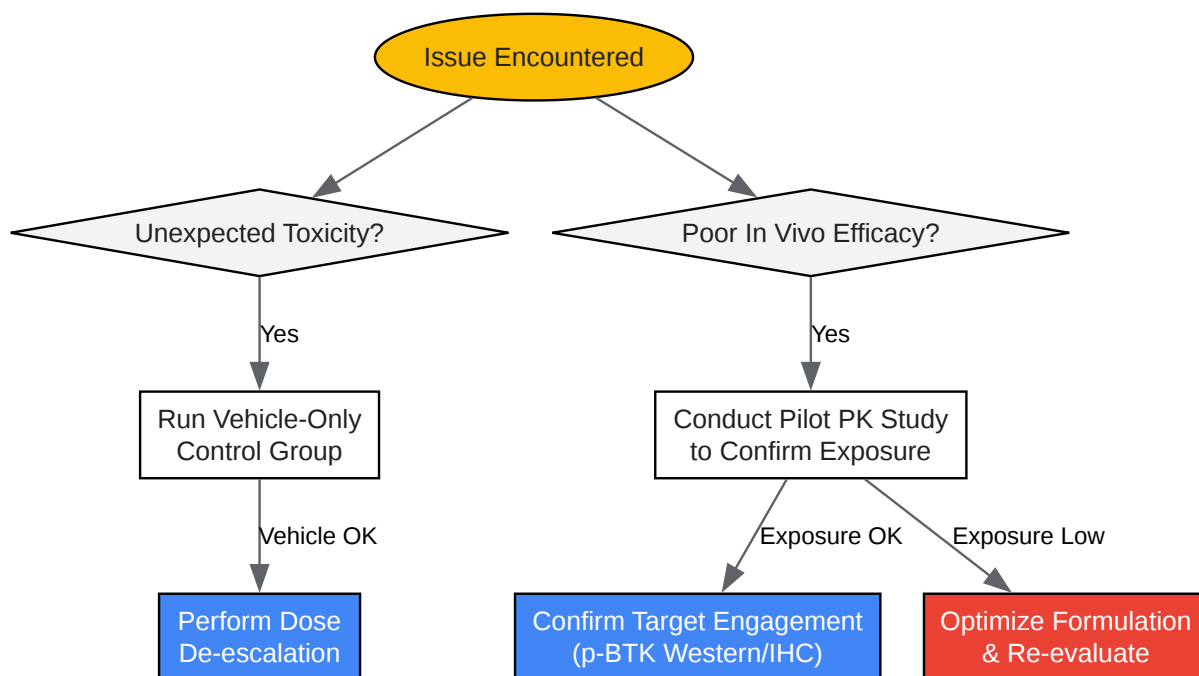 Issue Encountered
Unexpected Toxicity?
Poor In Vivo Efficacy?
Yes
Yes
Run Vehicle-Only
Control Group
Conduct Pilot PK Study
to Confirm Exposure
Vehicle OK
Exposure OK
Exposure Low
Perform Dose
De-escalation
Confirm Target Engagement
(p-BTK Western/IHC)
Optimize Formulation
& Re-evaluate